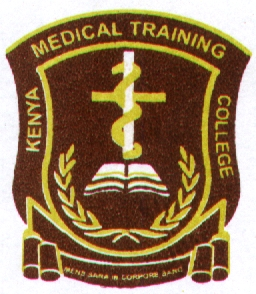 KENYA MEDICAL TRAINING COLLEGE
MENS SANA IN CORPORE SANO